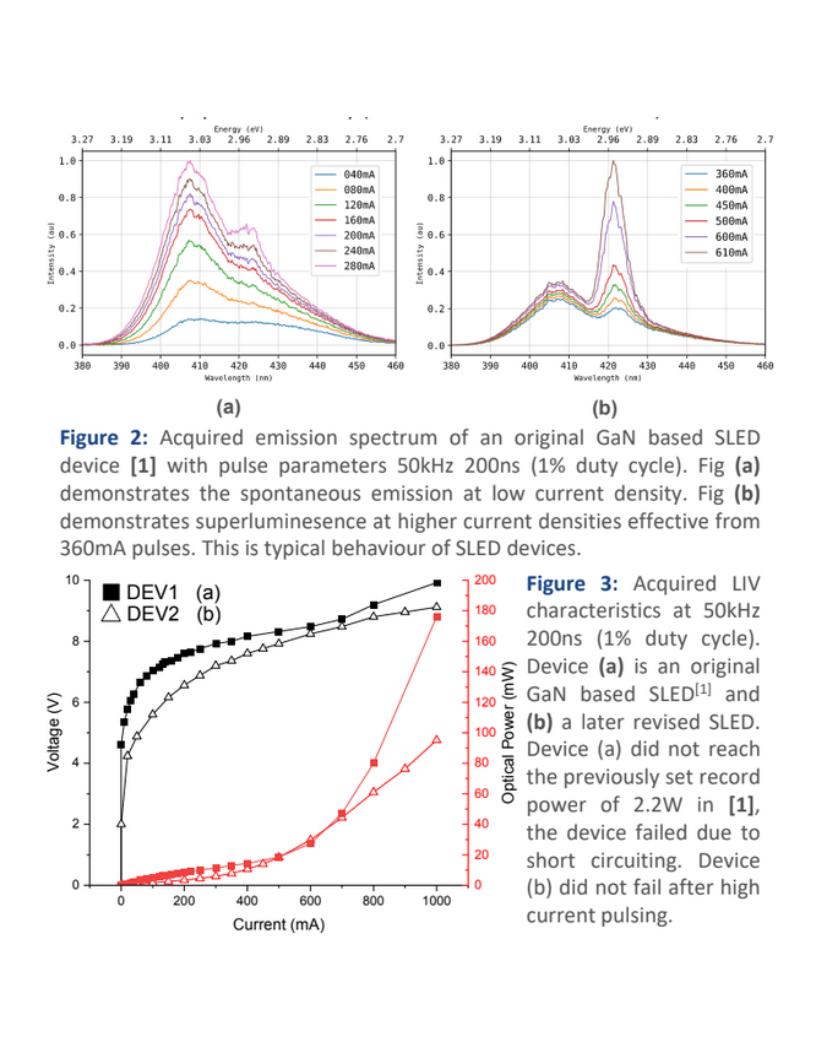 Energy (eV)
3.27 3.19 3.11 3.03 2.96 2.89 2.83 2.76 2.7
1.0
0.8
0.6
0.4
0.2
0.0
Intensity (au)
040mA
080mA
120mA
160mA
200mA
240mA
280mA
380 390 400 410 420 430 440 450 460
Wavelength (nm)
(a)
Energy (eV)
3.27 3.19 3.11 3.03 2.96 2.89 2.83 2.76 2.7
1.0
0.8
0.6
0.4
0.2
0.0
Intensity (au)
360mA
400mA
450mA
500mA
600mA
610mA
380 390 400 410 420 430 440 450 460
Wavelength (nm)
(b)
Figure 2: Acquired emission spectrum of an original GaN based SLED
device [1] with pulse parameters 50kHz 200ns (1% duty cycle). Fig (a)
demonstrates the spontaneous emission at low current density. Fig (b)
demonstrates superluminesence at higher current densities effective from
360mA pulses. This is typical behaviour of SLED devices.
DEV1 (a)
DEV2 (b)
10
8
6
4
2
0
Voltage (V)
200
180
160
140
120
100
80
60
40
20
0
Optical Power (mW)
0 200 400 600 800 1000
Current (mA)
Figure 3: Acquired LIV
characteristics at 50kHz
200ns (1% duty cycle).
Device (a) is an original
GaN based SLED[1] and
(b) a later revised SLED.
Device (a) did not reach
the previously set record
power of 2.2W in [1],
the device failed due to
short circuiting. Device
(b) did not fail after high
current pulsing.